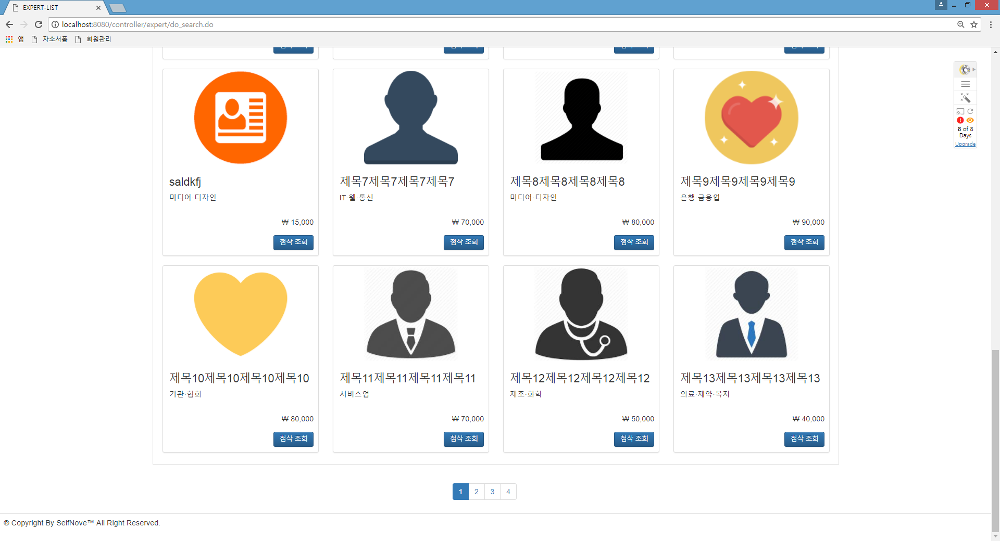 EXPERT-LIST
localhost:8080/controller/expert/do_search.do
앱 자소서폼 회원관리
8 of 8
Days
Upgrade
saldkfj
미디어·디자인
₩ 15,000
첨삭 조회
제목7제목7제목7제목7
IT·웹·통신
₩ 70,000
첨삭 조회
제목8제목8제목8제목8
미디어·디자인
₩ 80,000
첨삭 조회
제목9제목9제목9제목9
은행·금융업
₩ 90,000
첨삭 조회
제목10제목10제목10제목10
기관·협회
₩ 80,000
첨삭 조회
제목11제목11제목11제목11
서비스업
₩ 70,000
첨삭 조회
제목12제목12제목12제목12
제조·화학
₩ 50,000
첨삭 조회
제목13제목13제목13제목13
의료·제약·복지
₩ 40,000
첨삭 조회
1 2 3 4
® Copyright By SelfNove™ All Right Reserved.